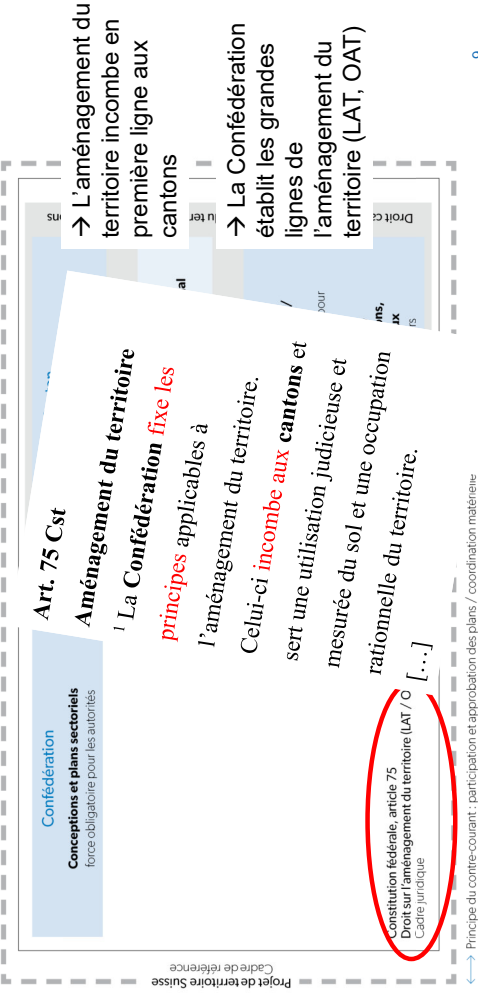 Projet de territoire Suisse
Cadre de référence
Confédération
Conceptions et plans sectoriels
force obligatoire pour les autorités
Constitution fédérale, article 75
Droit sur l'aménagement du territoire (LAT / O
Cadre juridique
Art. 75 Cst
Aménagement du territoire
1 La Confédération fixe les
principes applicables à
l'aménagement du territoire.
Celui-ci incombe aux cantons et
sert une utilisation judicieuse et
mesurée du sol et une occupation
rationnelle du territoire.
[…]
→ L'aménagement du
territoire incombe en
première ligne aux
cantons
→ La Confédération
établit les grandes
lignes de
l'aménagement du
territoire (LAT, OAT)
Principe du contre-courant : participation et approbation des plans / coordination matérielle